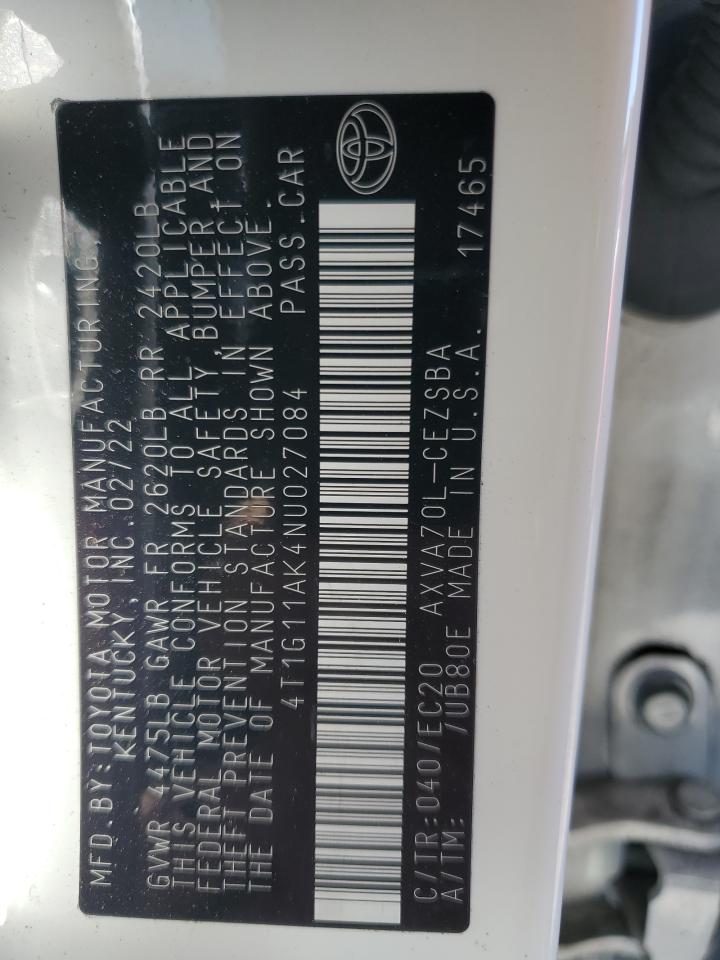 MFD.BY:TOYOTA MOTOR MANUFACTURING,
KENTUCKY, INC.02/22
GVWR 4475LB GAWR FR 2620LB RR 2420LB
THIS VEHICLE CONFORMS TO ALL APPLICABLE
FEDERAL MOTOR VEHICLE SAFETY,BUMPER AND
THEFT PREVENTION STANDARDS IN EFFECT ON
THE DATE OF MANUFACTURE SHOWN ABOVE.
4T1G11AK4NU027084 PASS.CAR
C/TR:040/EC20 AXVA70L-CEZSBA 17465
A/TM: /UB80E MADE IN U.S.A.